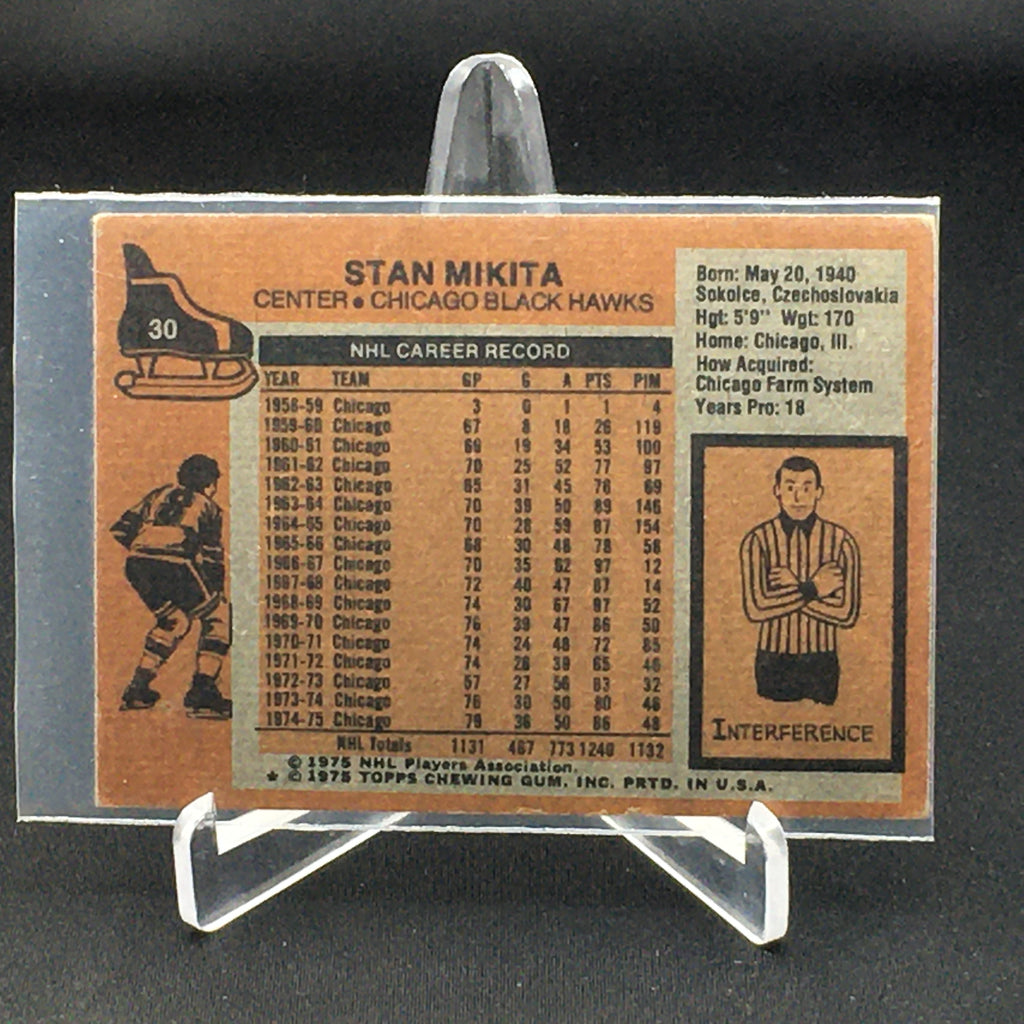 30
STAN MIKITA
CENTER • CHICAGO BLACK HAWKS
NHL CAREER RECORD
YEAR TEAM GP G A PTS PIM
1958-59 Chicago 3 0 1 1 4
1959-60 Chicago 67 8 18 26 119
1960-61 Chicago 66 19 34 53 100
1961-62 Chicago 70 25 52 77 97
1962-63 Chicago 65 31 45 76 69
1963-64 Chicago 70 39 50 89 146
1964-65 Chicago 70 28 59 87 154
1965-66 Chicago 68 30 48 78 58
1966-67 Chicago 70 35 62 97 12
1967-68 Chicago 72 40 47 87 14
1968-69 Chicago 74 30 67 97 52
1969-70 Chicago 76 39 47 86 50
1970-71 Chicago 74 24 48 72 85
1971-72 Chicago 74 26 39 65 46
1972-73 Chicago 57 27 56 83 32
1973-74 Chicago 76 30 50 80 46
1974-75 Chicago 79 36 50 86 48
NHL Totals 1131 467 773 1240 1132
© 1975 NHL Players Association.
★ © 1975 TOPPS CHEWING GUM, INC. PRTD. IN U.S.A.
Born: May 20, 1940
Sokolce, Czechoslovakia
Hgt: 5'9" Wgt: 170
Home: Chicago, Ill.
How Acquired:
Chicago Farm System
Years Pro: 18
INTERFERENCE